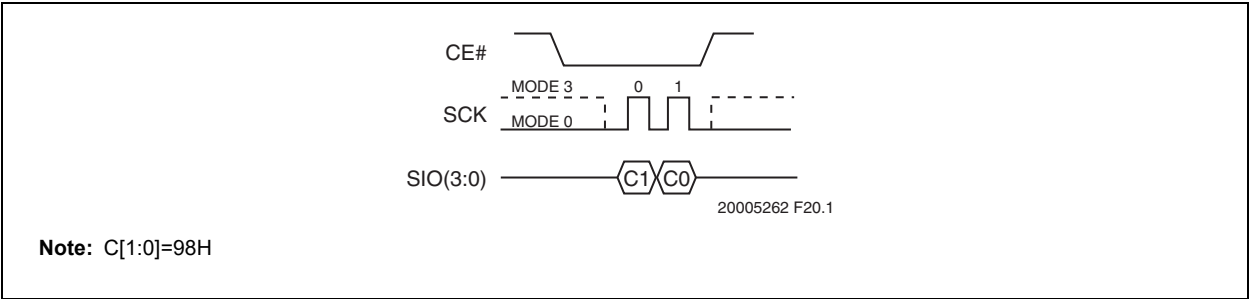 CE#
MODE 3 0 1
SCK
MODE 0
SIO(3:0) C1 C0
20005262 F20.1
Note: C[1:0]=98H